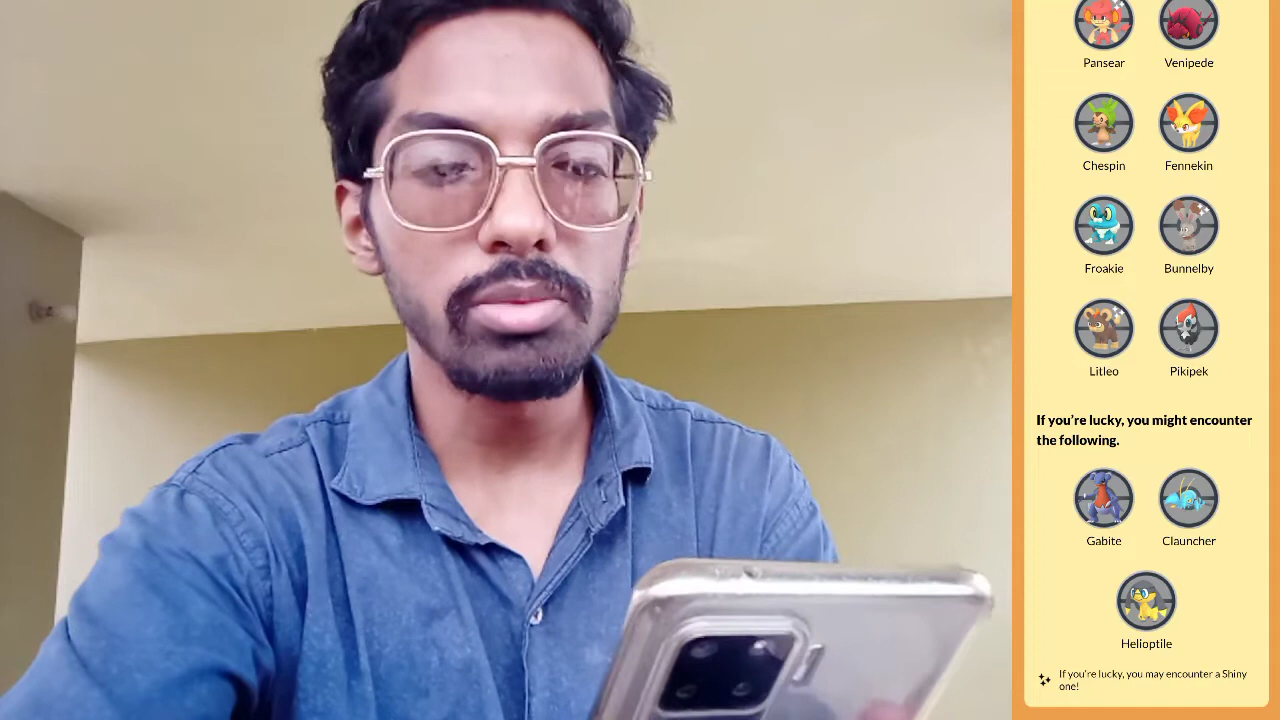 Pansear Venipede
Chespin Fennekin
Froakie Bunnelby
Litleo Pikipek
If you're lucky, you might encounter
the following.
Gabite Clauncher
Helioptile
If you're lucky, you may encounter a Shiny
one!